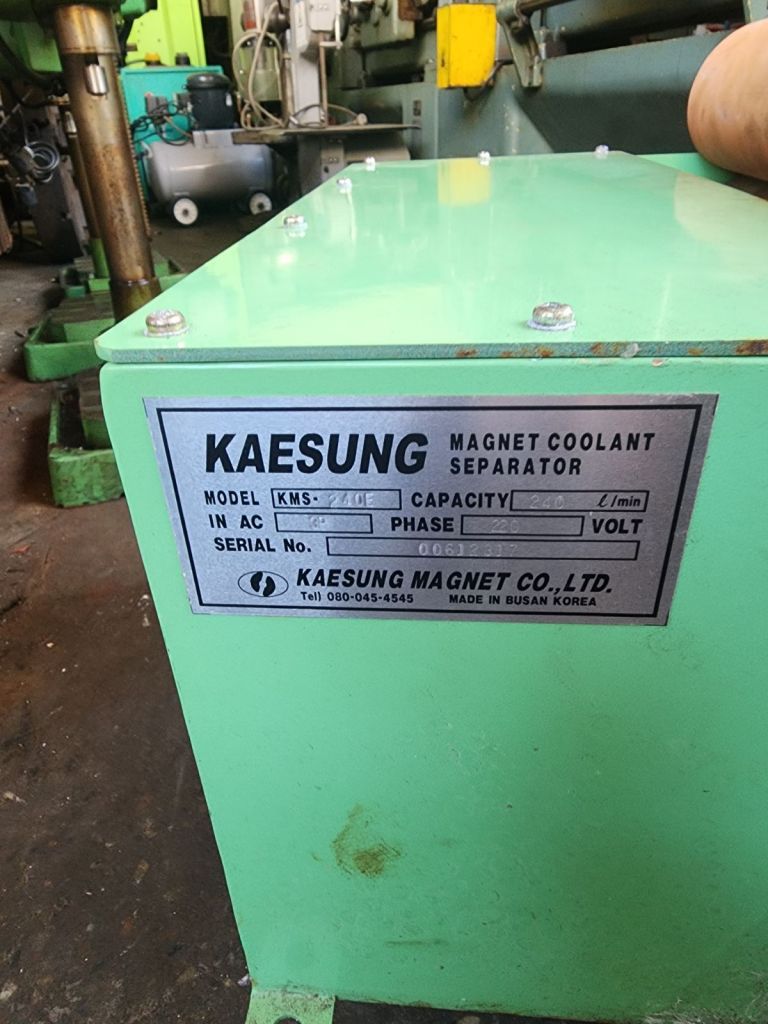 KAESUNG MAGNET COOLANT SEPARATOR
MODEL KMS- 240E CAPACITY 240 ℓ/min
IN AC PHASE 220 VOLT
SERIAL No.
KAESUNG MAGNET CO.,LTD.
Tel) 080-045-4545 MADE IN BUSAN KOREA